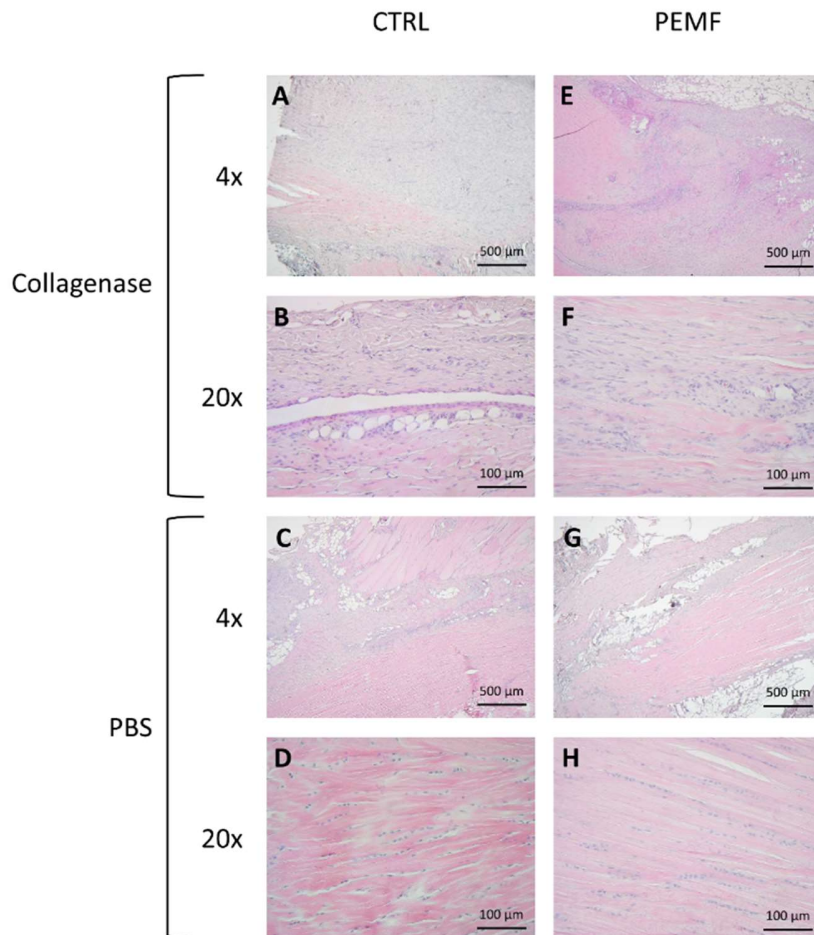 CTRL PEMF
A
E
4x
500 µm
500 µm
Collagenase
B
F
20x
100 µm
100 µm
C
G
4x
500 µm
500 µm
PBS
D
H
20x
100 µm
100 µm